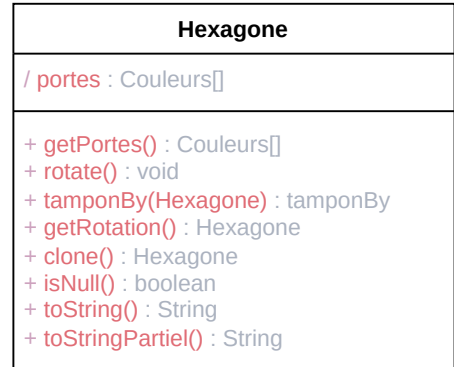 Hexagone
/ portes : Couleurs[]
+ getPortes() : Couleurs[]
+ rotate() : void
+ tamponBy(Hexagone) : tamponBy
+ getRotation() : Hexagone
+ clone() : Hexagone
+ isNull() : boolean
+ toString() : String
+ toStringPartiel() : String